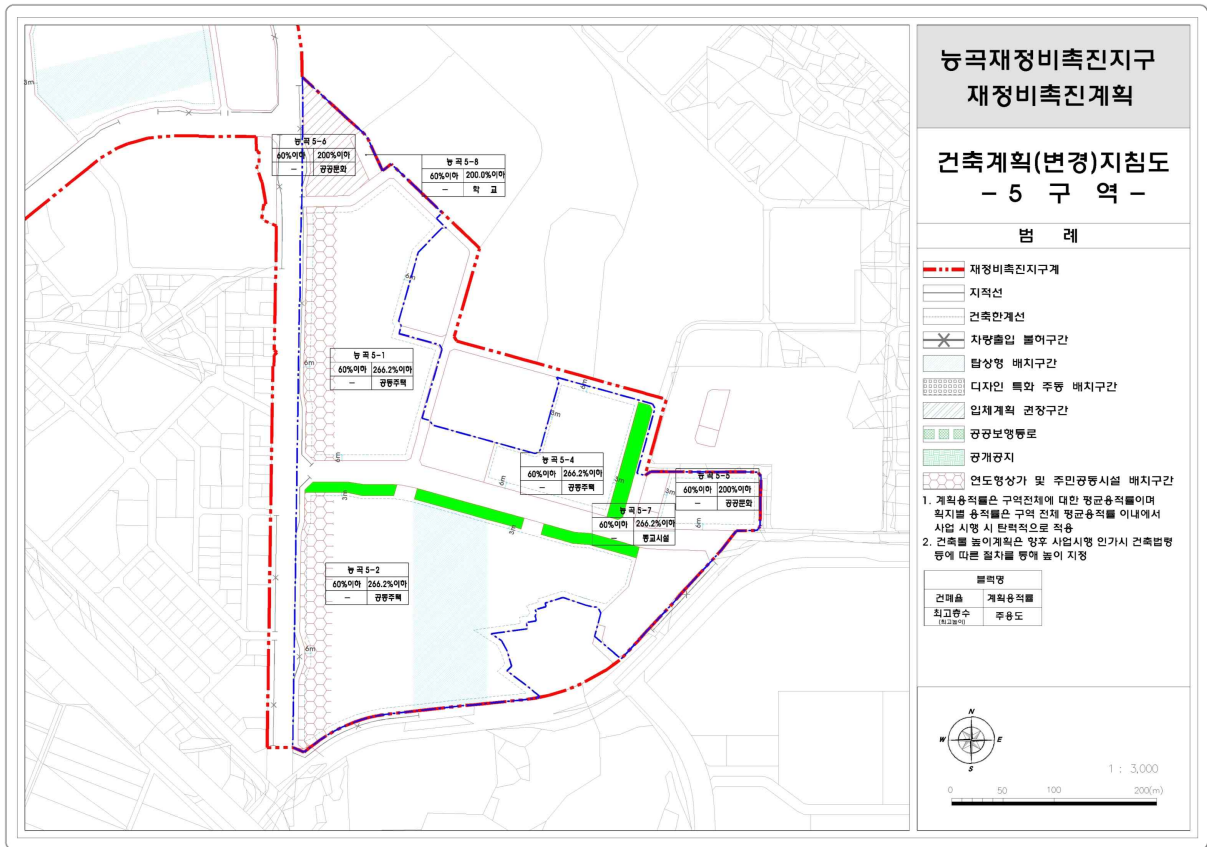 능곡재정비촉진지구
재정비촉진계획
건축계획(변경)지침도
- 5 구 역 -
범 례
재정비촉진지구계
지적선
건축한계선
차량출입 불허구간
탑상형 배치구간
디자인 특화 주동 배치구간
입체계획 권장구간
공공보행통로
공개공지
연도형상가 및 주민공동시설 배치구간
1. 계획용적률은 구역전체에 대한 평균용적률이며
획지별 용적률은 구역 전체 평균용적률 이내에서
사업 시행 시 탄력적으로 적용
2. 건축물 높이계획은 향후 사업시행 인가시 건축법령
등에 따른 절차를 통해 높이 지정
블럭명
건폐율 계획용적률
최고층수 주용도
(최고높이)
N
W E
S
1 : 3,000
0 50 100 200(m)
3m
능곡 5-6
60%이하 200%이하
- 공공문화
능곡 5-8
60%이하 200.0%이하
- 학 교
6m
6m
능곡 5-1
60%이하 266.2%이하
- 공동주택
6m
3m
6m
능곡 5-4
60%이하 266.2%이하
- 공동주택
6m
3m
3m
능곡 5-5
60%이하 200%이하
- 공공문화
6m
능곡 5-7
60%이하 266.2%이하
- 종교시설
3m
3m
능곡 5-2
60%이하 266.2%이하
- 공동주택
6m